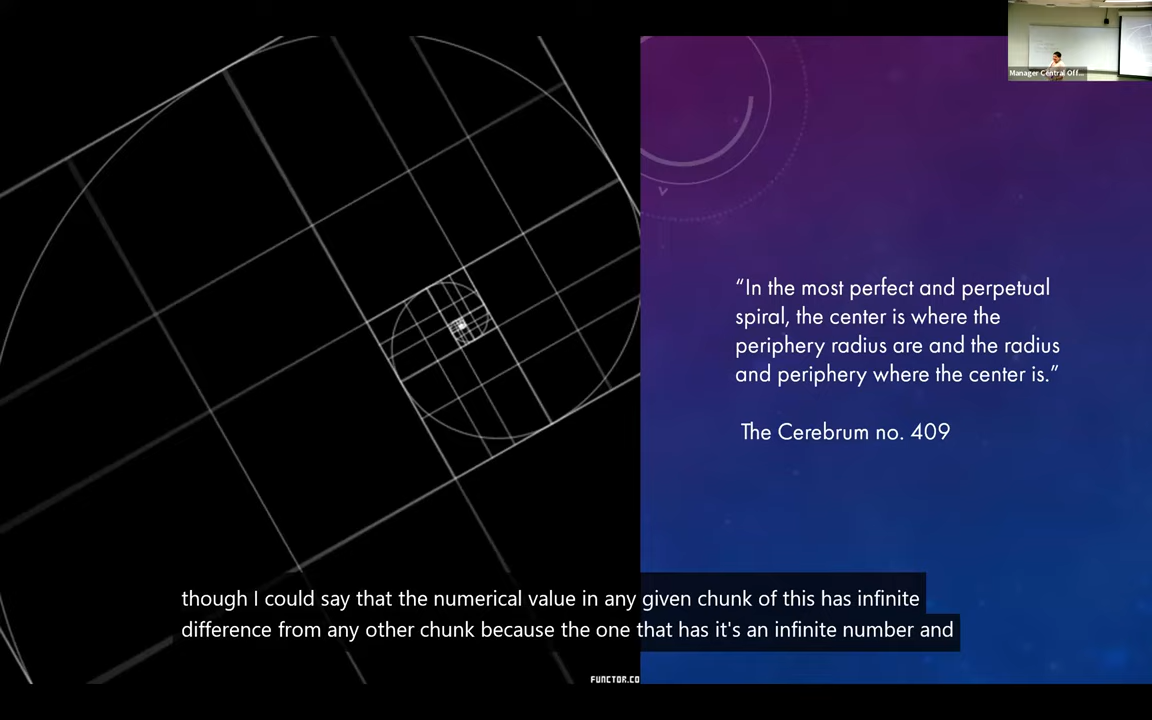 Manager Central Off...
“In the most perfect and perpetual
spiral, the center is where the
periphery radius are and the radius
and periphery where the center is.”
The Cerebrum no. 409
though I could say that the numerical value in any given chunk of this has infinite
difference from any other chunk because the one that has it's an infinite number and
FUNCTOR.CO